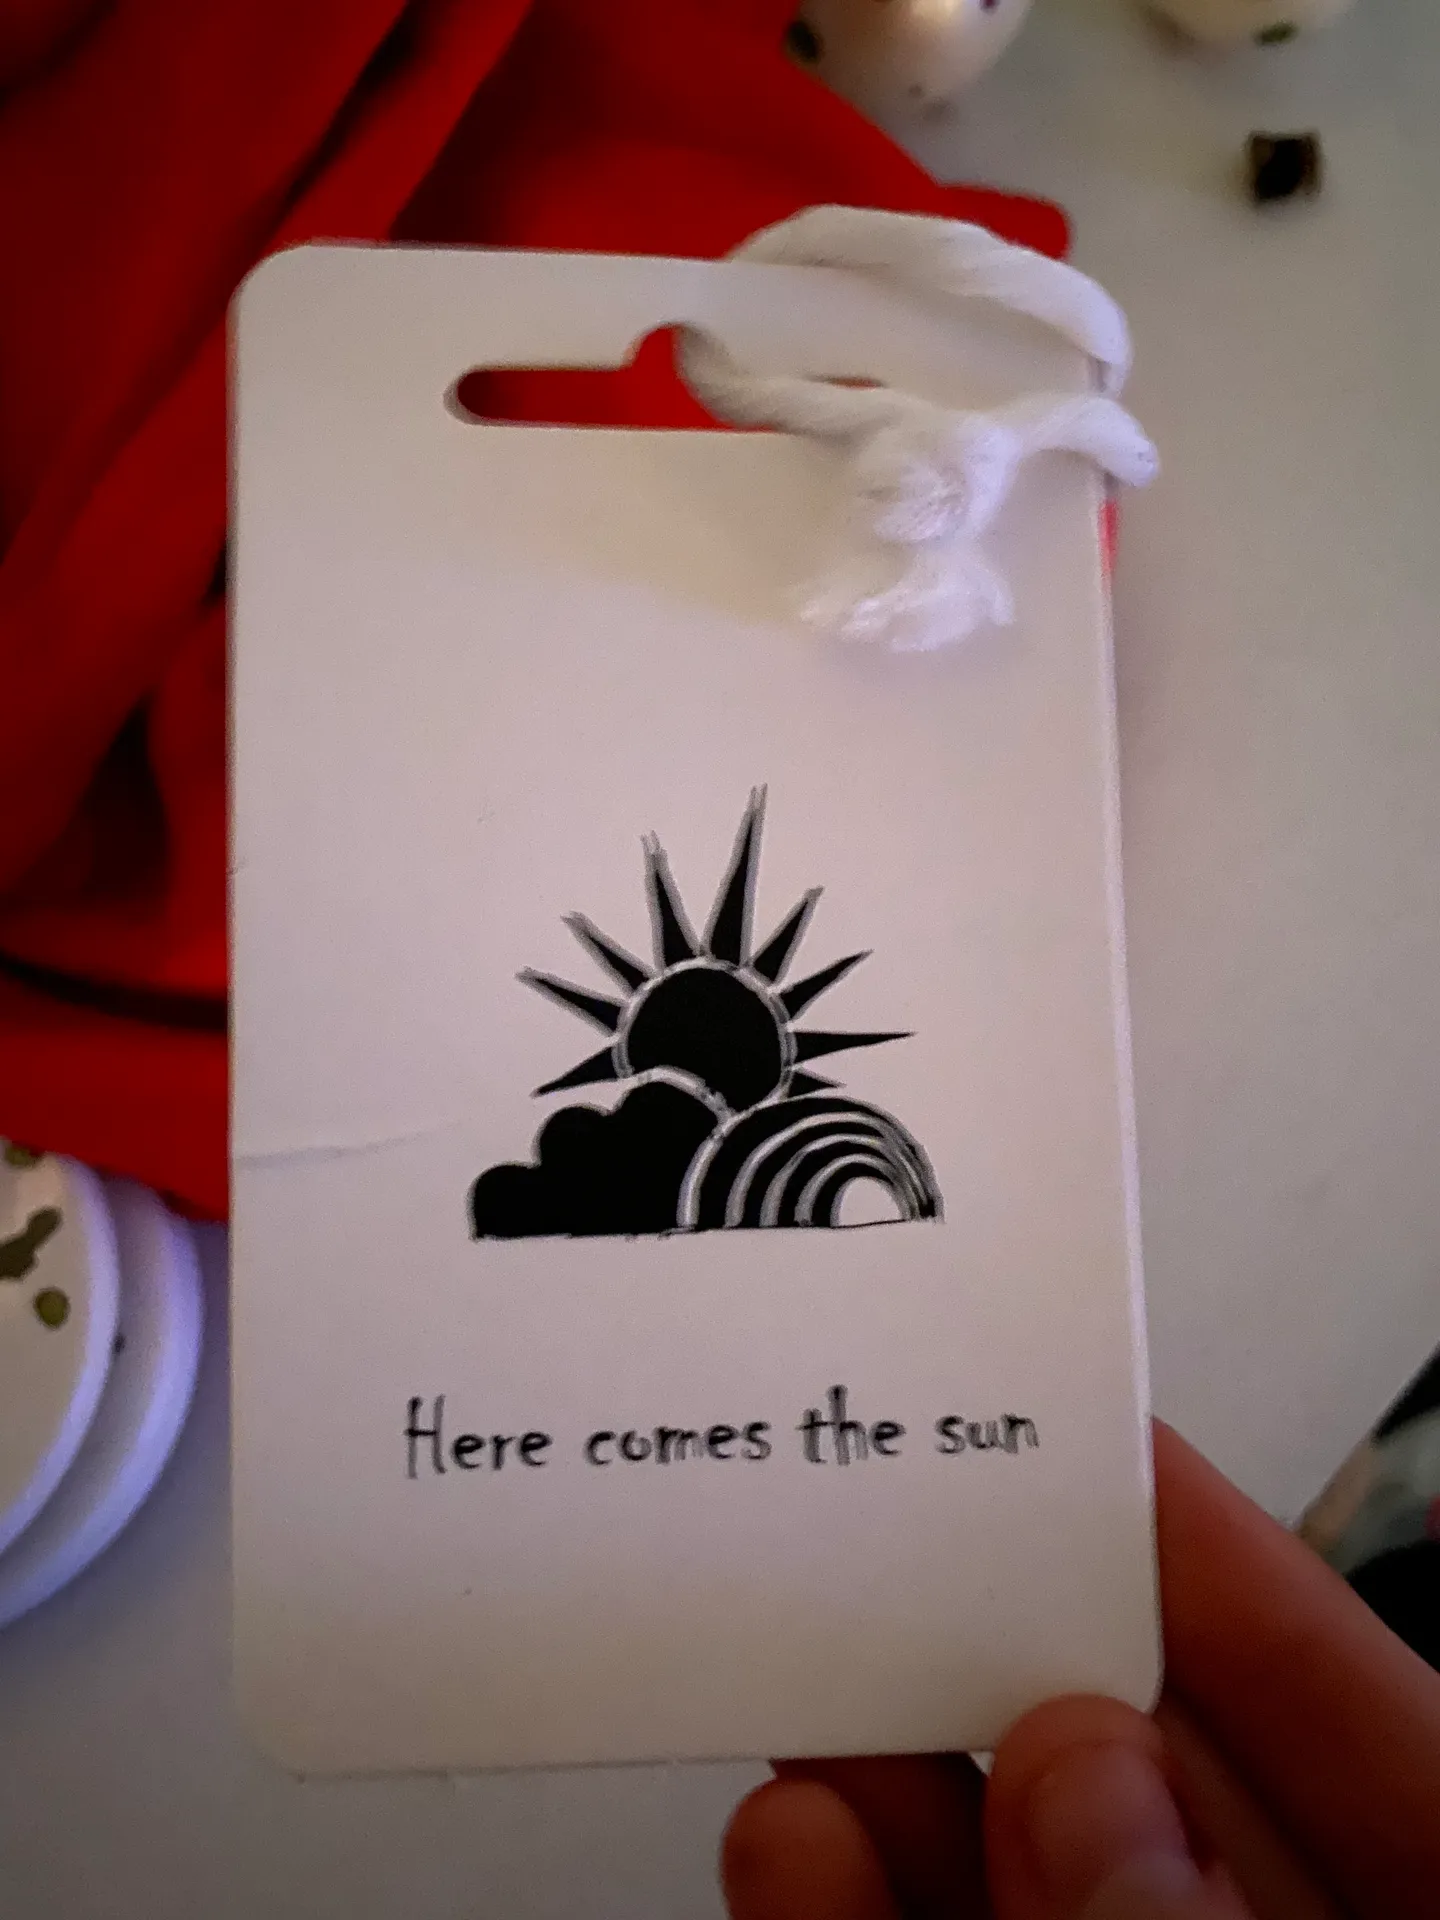 Here comes the sun